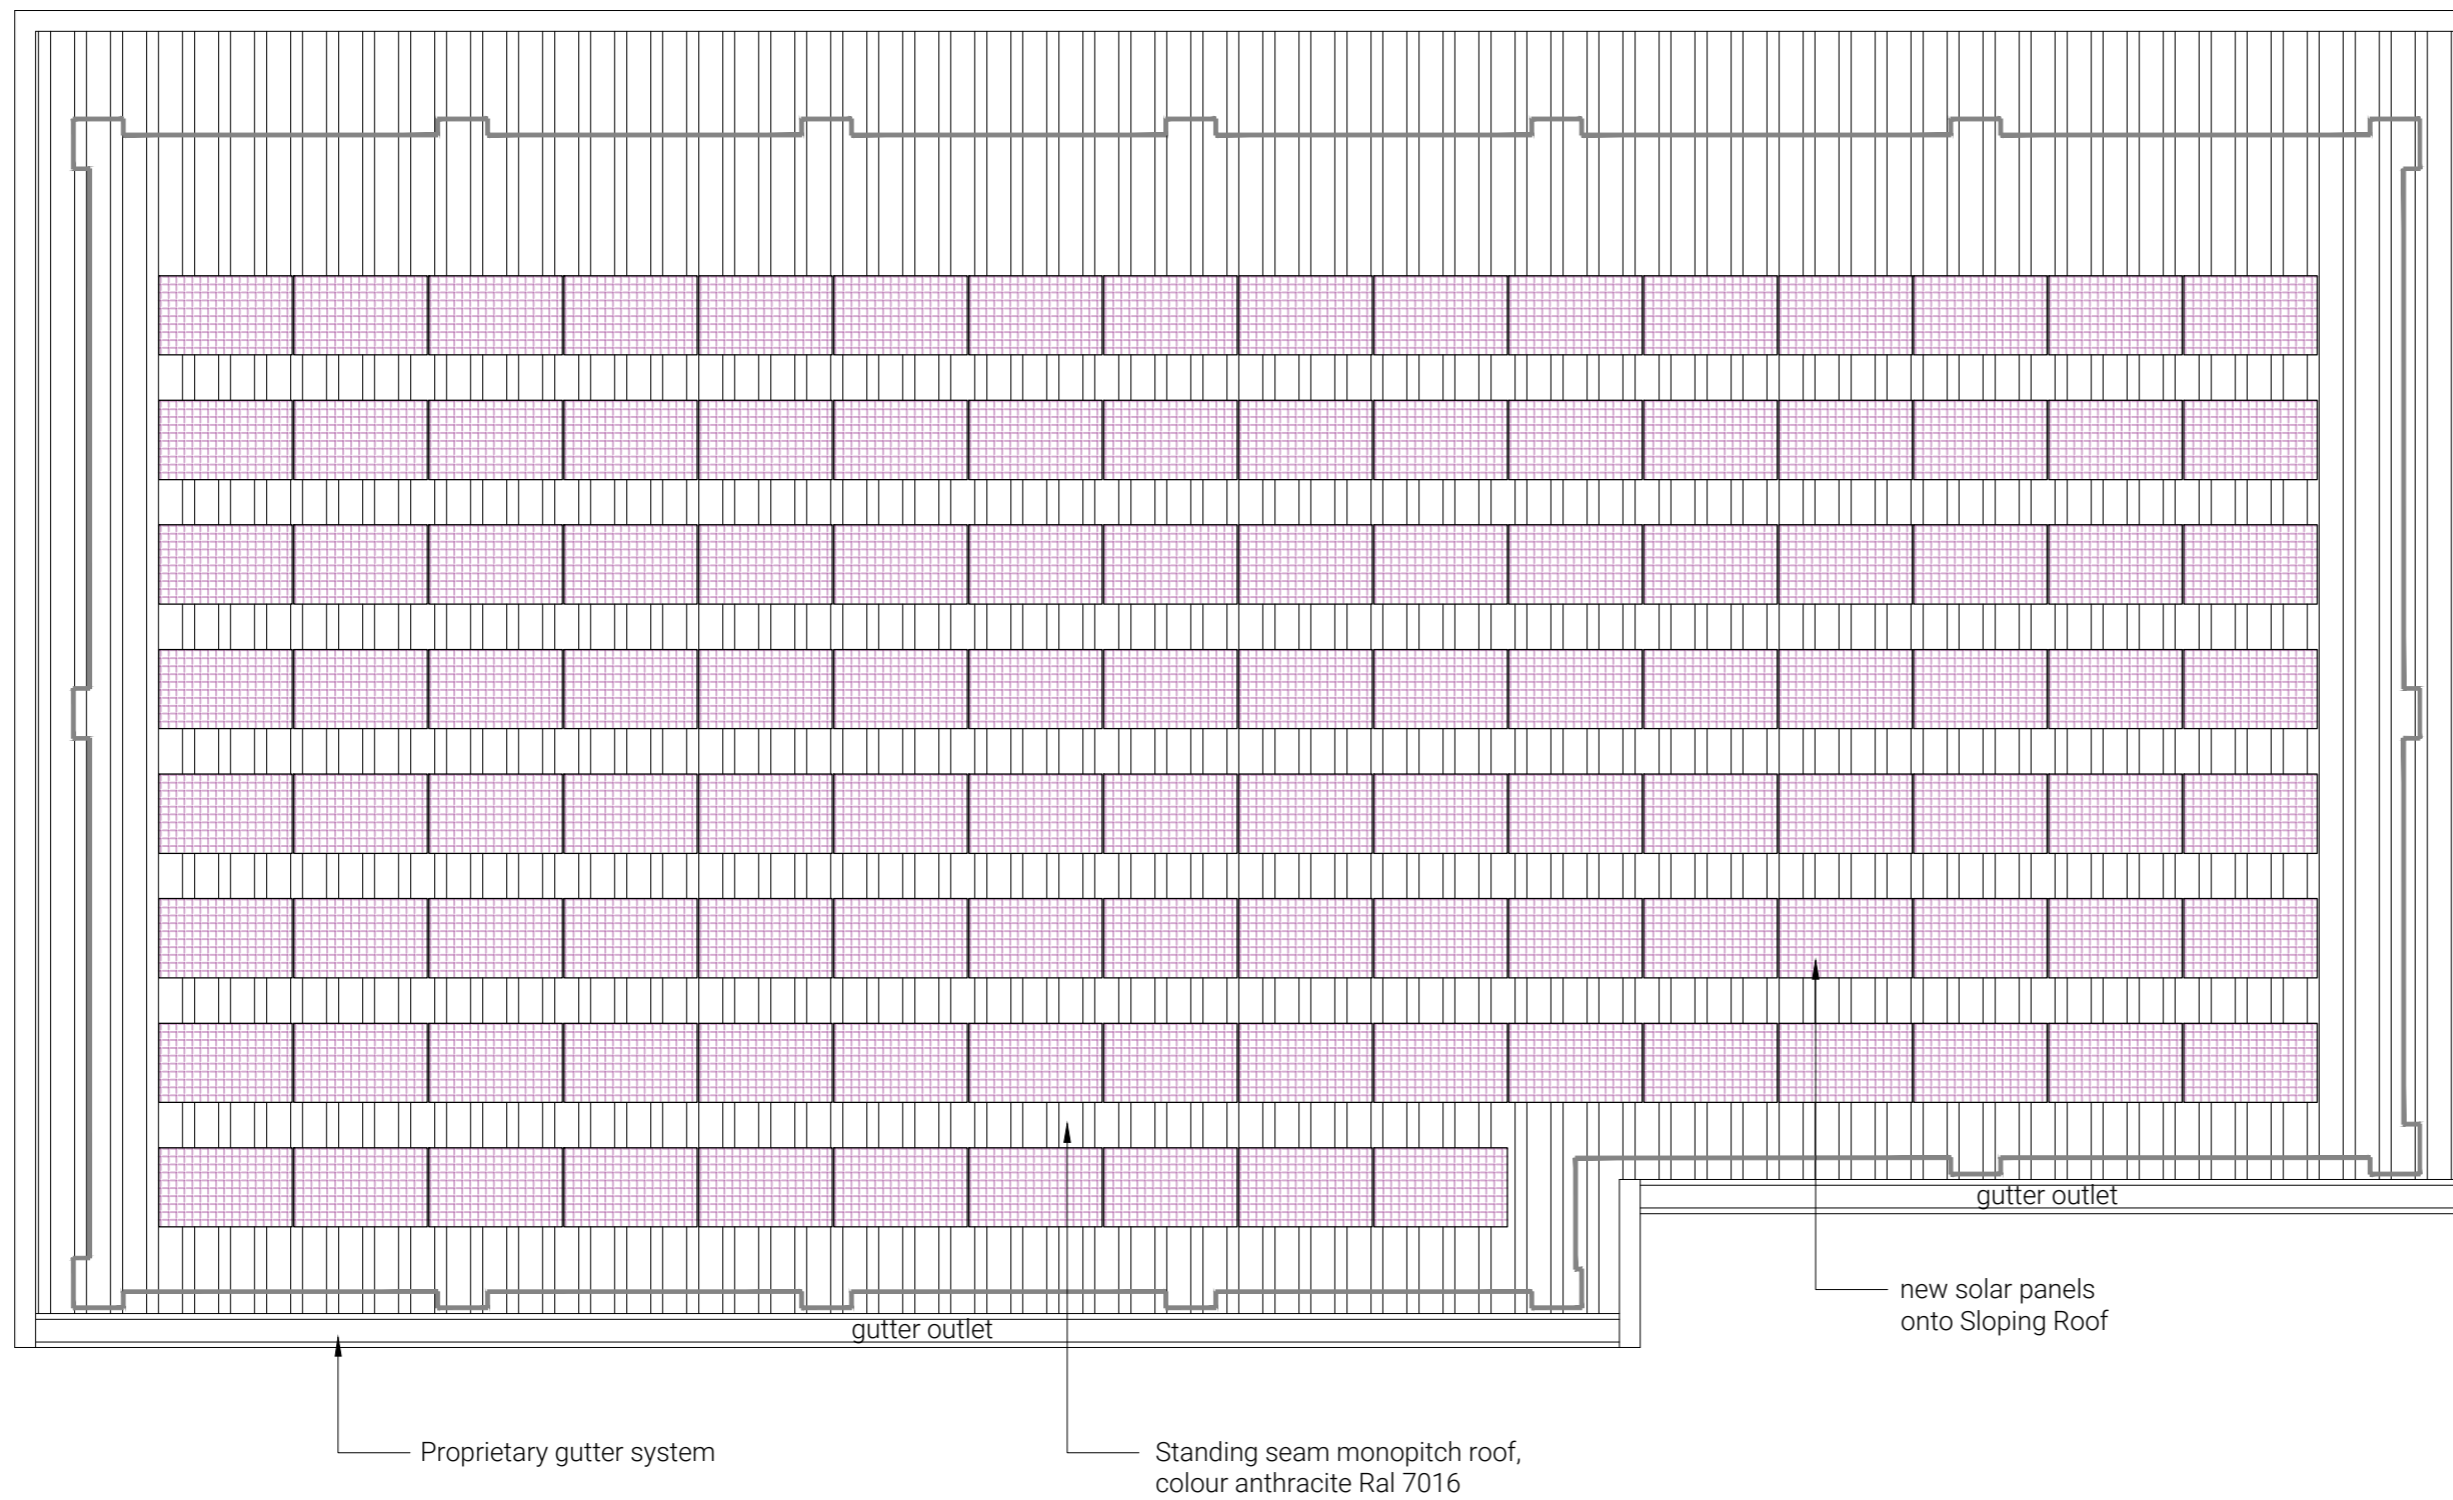 gutter outlet
new solar panels
onto Sloping Roof
gutter outlet
Proprietary gutter system
Standing seam monopitch roof,
colour anthracite Ral 7016